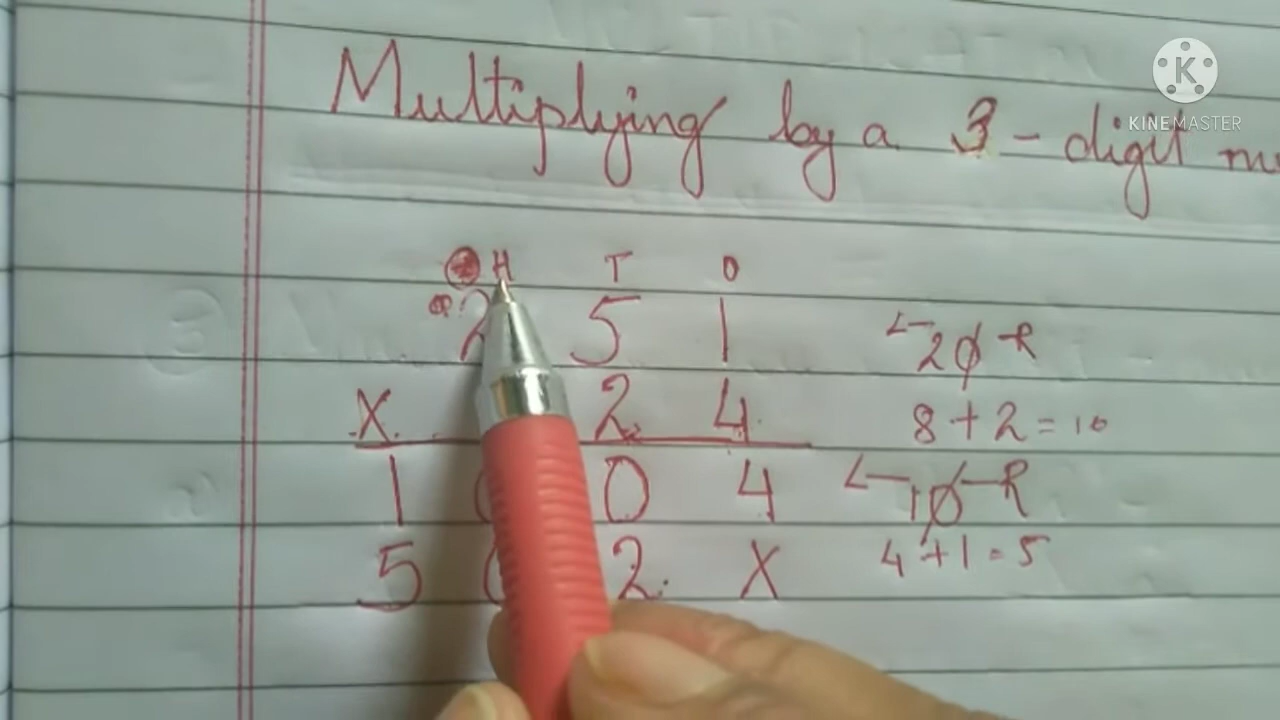 Multiplying by a 3-digit
KINEMASTER
H T O
2 5 1
X 2 4
1 0 4
5 2 X
20 R
8+2=10
10 R
4+1=5